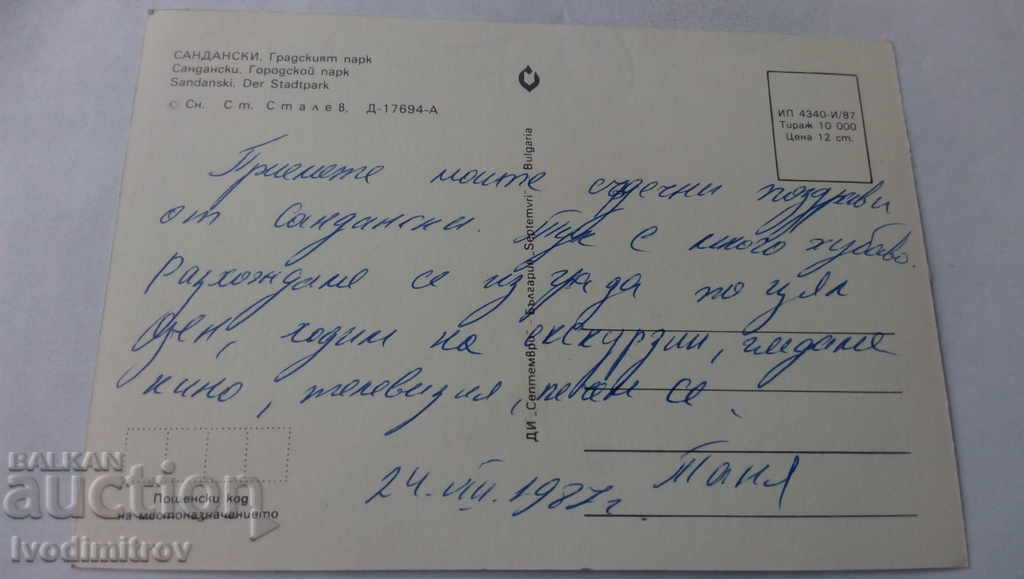 САНДАНСКИ. Градският парк
Сандански. Городской парк
Sandanski. Der Stadtpark
© Сн. Ст. Сталев, Д-17694-А
ИП 4340-И/87
Тираж 10 000
Цена 12 ст.
ДИ „Септември" - България „Septemvri" Bulgaria
Приемете моите сърдечни поздрави
от Сандански. Тук е много хубаво.
Разхождаме се из града по цял
ден, ходим на екскурзии, гледаме
кино, телевизия, печем се.
24.VIII.1987г.
Таня
Пощенски код
на местоназначението
BALKAN
auction
Ivodimitrov